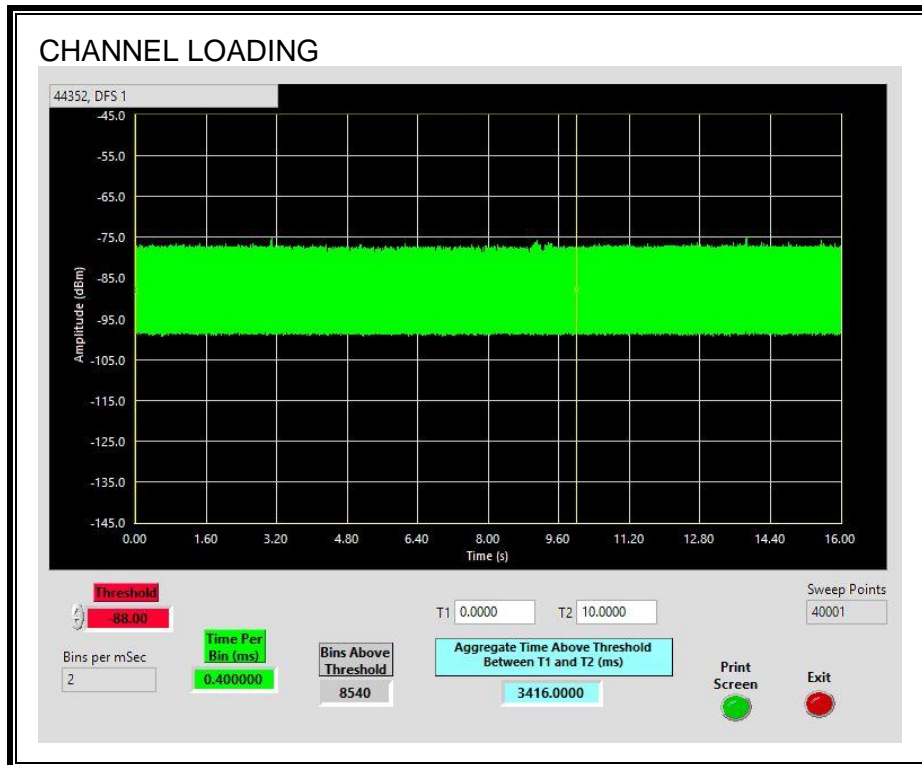 CHANNEL LOADING
44352, DFS 1
-45.0
-55.0
-65.0
-75.0
-85.0
-95.0
-105.0
-115.0
-125.0
-135.0
-145.0
Amplitude (dBm)
0.00 1.60 3.20 4.80 6.40 8.00 9.60 11.20 12.80 14.40 16.00
Time (s)
Threshold
-88.00
Bins per mSec
2
Time Per
Bin (ms)
0.400000
Bins Above
Threshold
8540
T1 0.0000 T2 10.0000
Aggregate Time Above Threshold
Between T1 and T2 (ms)
3416.0000
Sweep Points
40001
Print
Screen
Exit